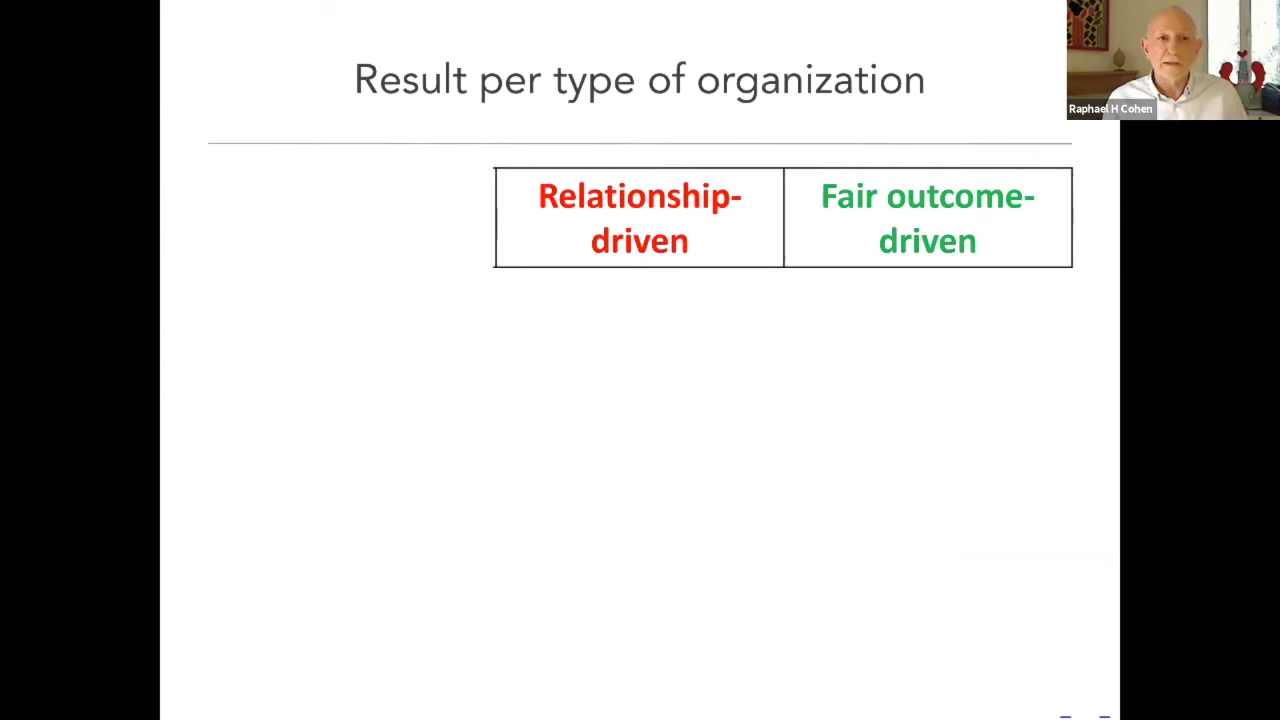 Result per type of organization
Raphael H Cohen
Relationship-
driven
Fair outcome-
driven